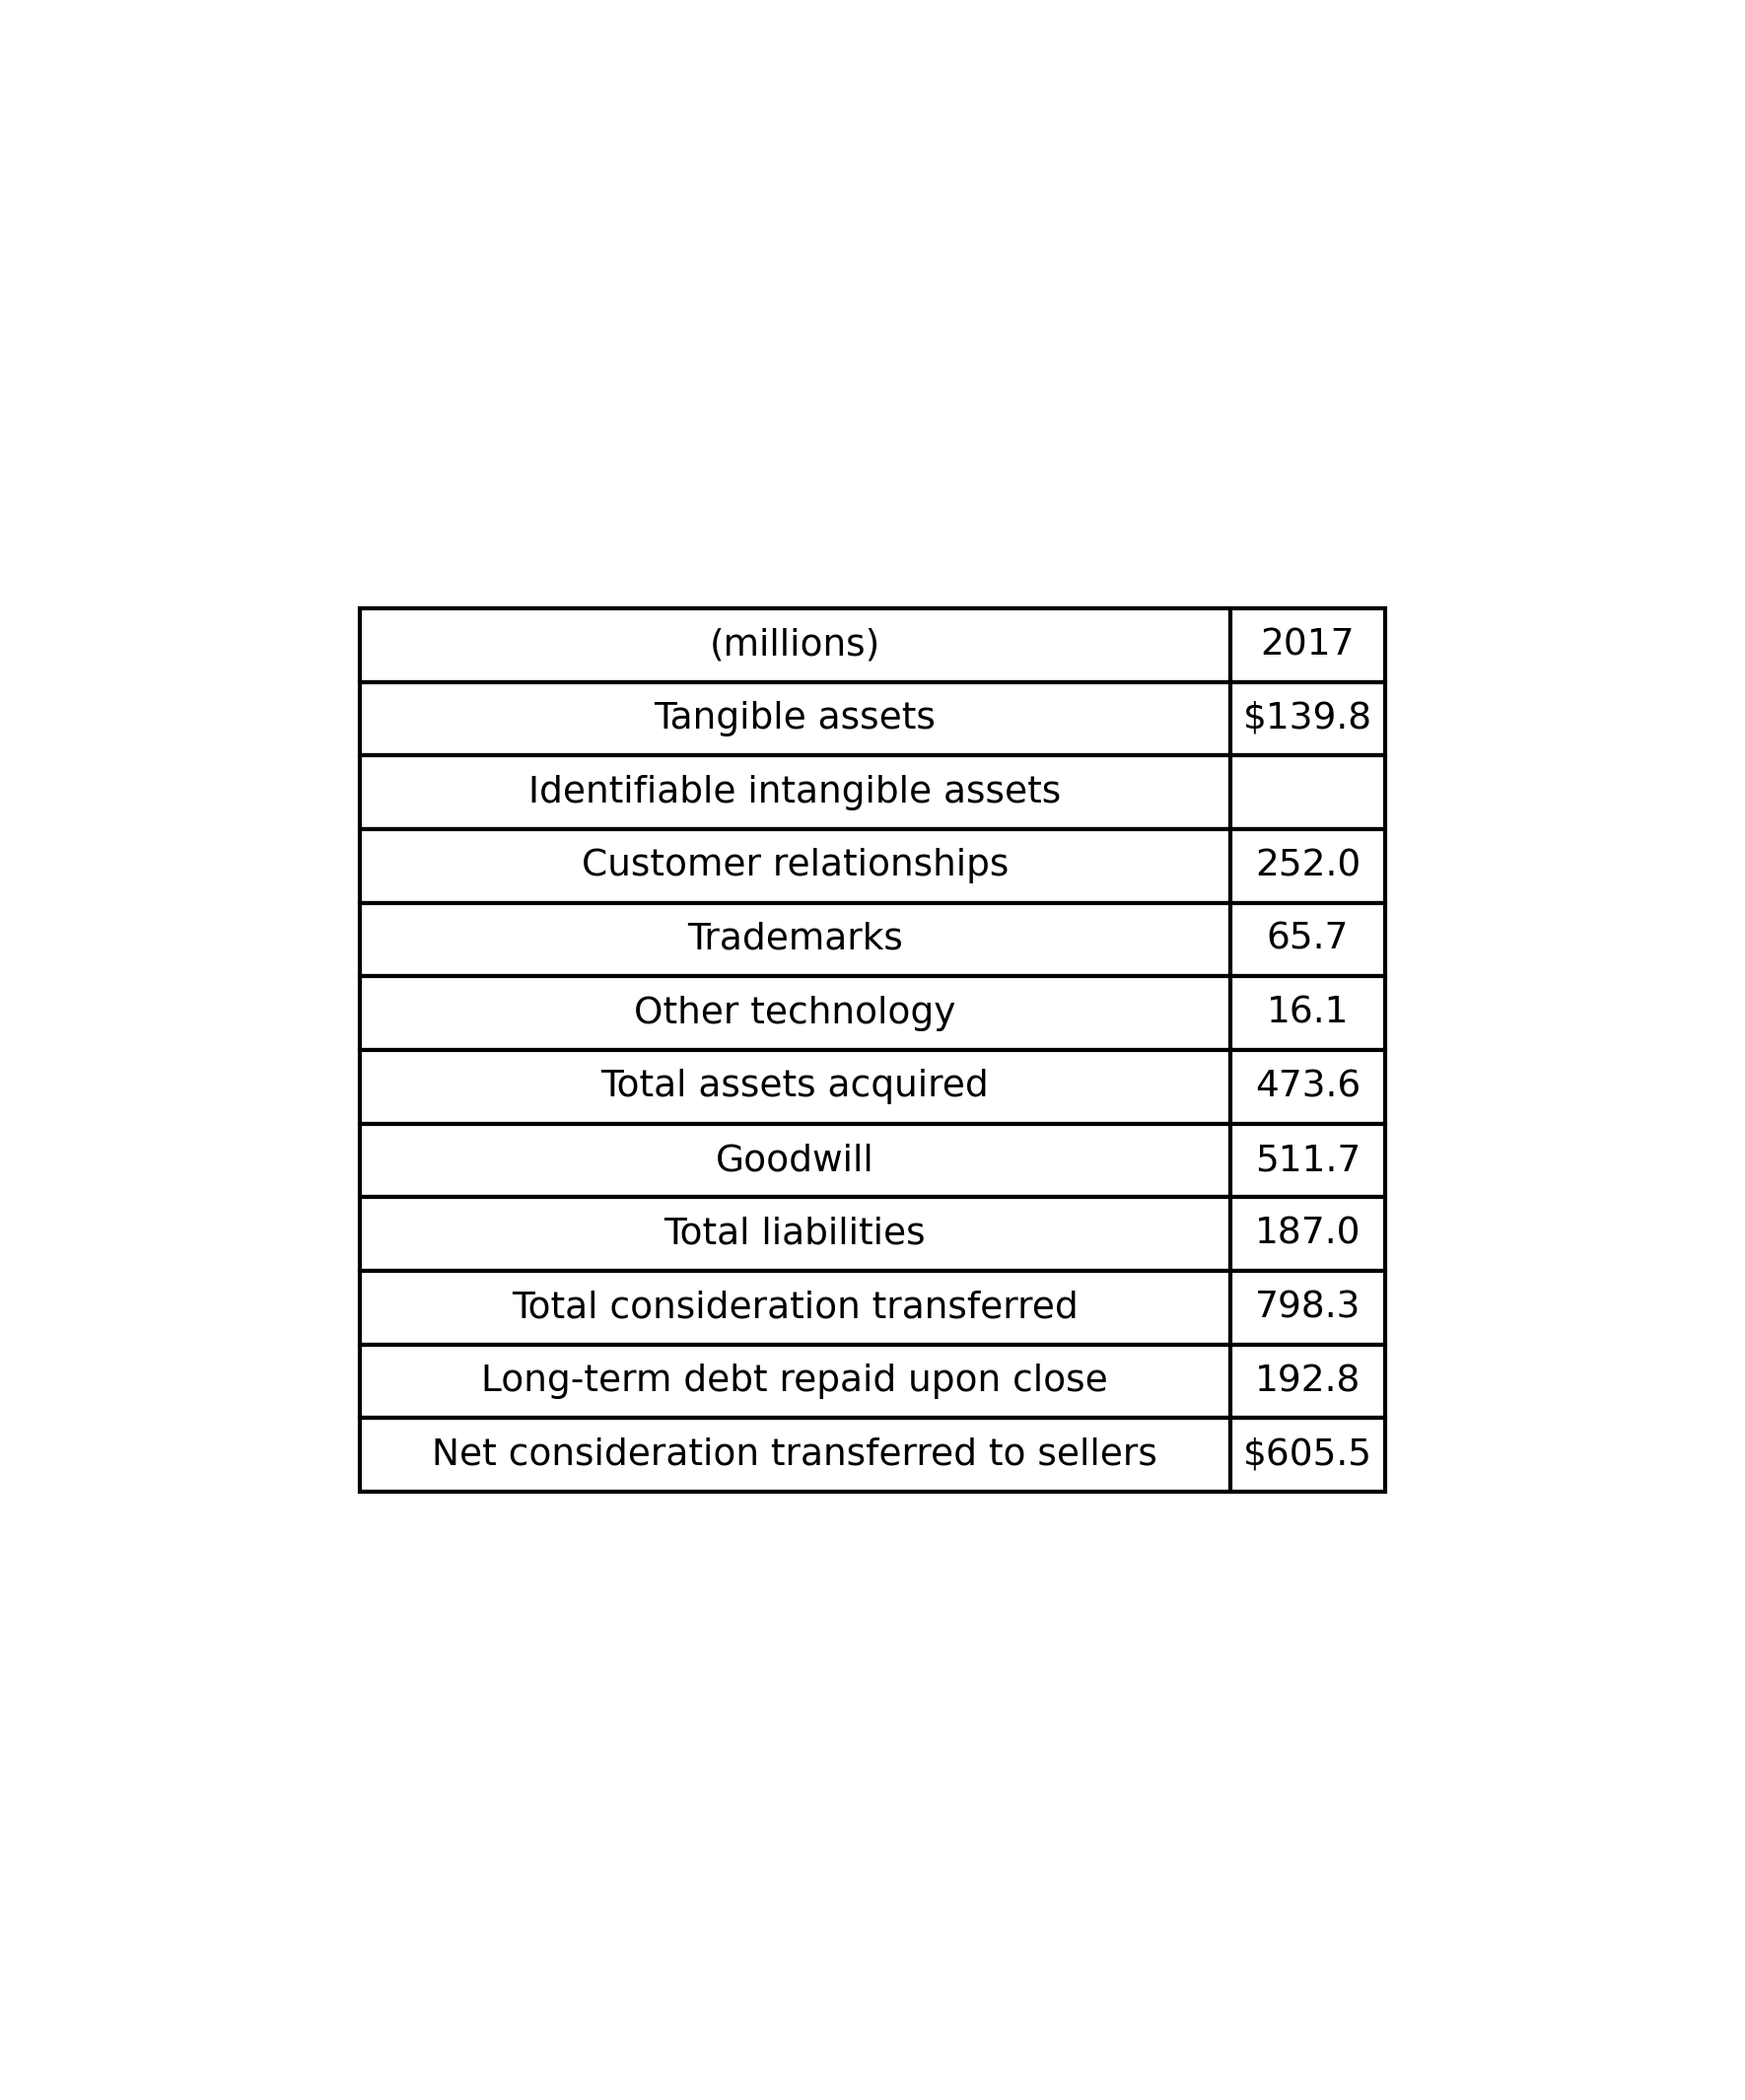 (millions) 2017
Tangible assets $139.8
Identifiable intangible assets
Customer relationships 252.0
Trademarks 65.7
Other technology 16.1
Total assets acquired 473.6
Goodwill 511.7
Total liabilities 187.0
Total consideration transferred 798.3
Long-term debt repaid upon close 192.8
Net consideration transferred to sellers $605.5